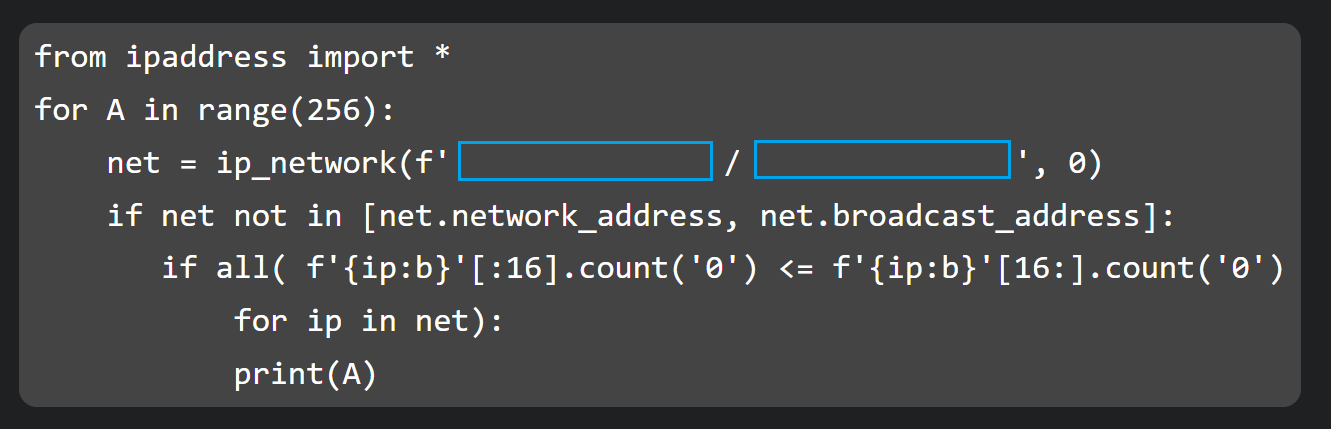 from ipaddress import *
for A in range(256):
    net = ip_network(f' / ', 0)
    if net not in [net.network_address, net.broadcast_address]:
       if all( f'{ip:b}'[:16].count('0') <= f'{ip:b}'[16:].count('0')
           for ip in net):
           print(A)